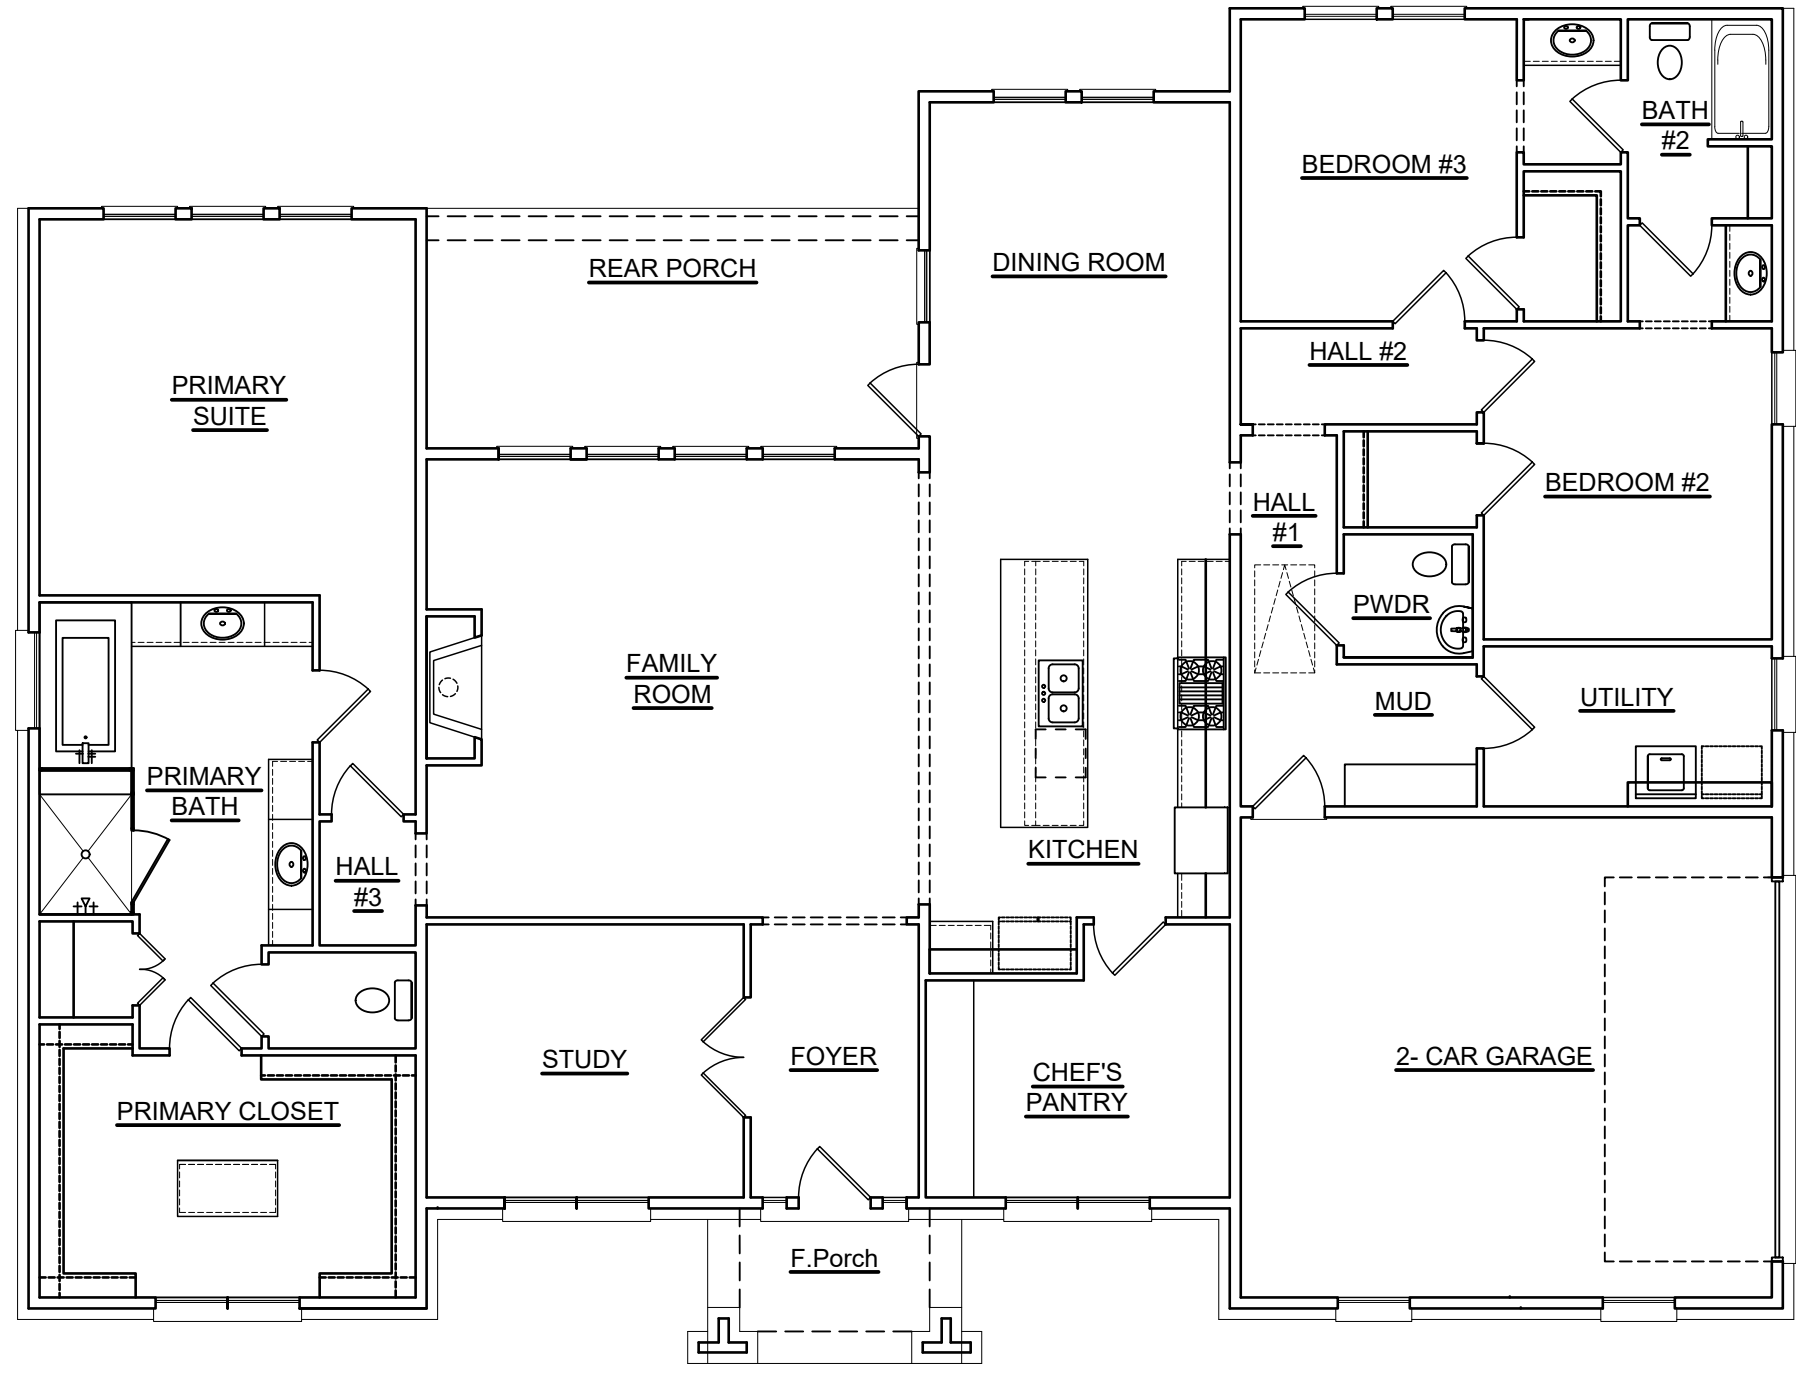 BATH
#2
BEDROOM #3
REAR PORCH
DINING ROOM
HALL #2
PRIMARY
SUITE
BEDROOM #2
HALL
#1
PWDR
FAMILY
ROOM
MUD
UTILITY
PRIMARY
BATH
KITCHEN
HALL
#3
STUDY
FOYER
CHEF'S
PANTRY
2- CAR GARAGE
PRIMARY CLOSET
F.Porch